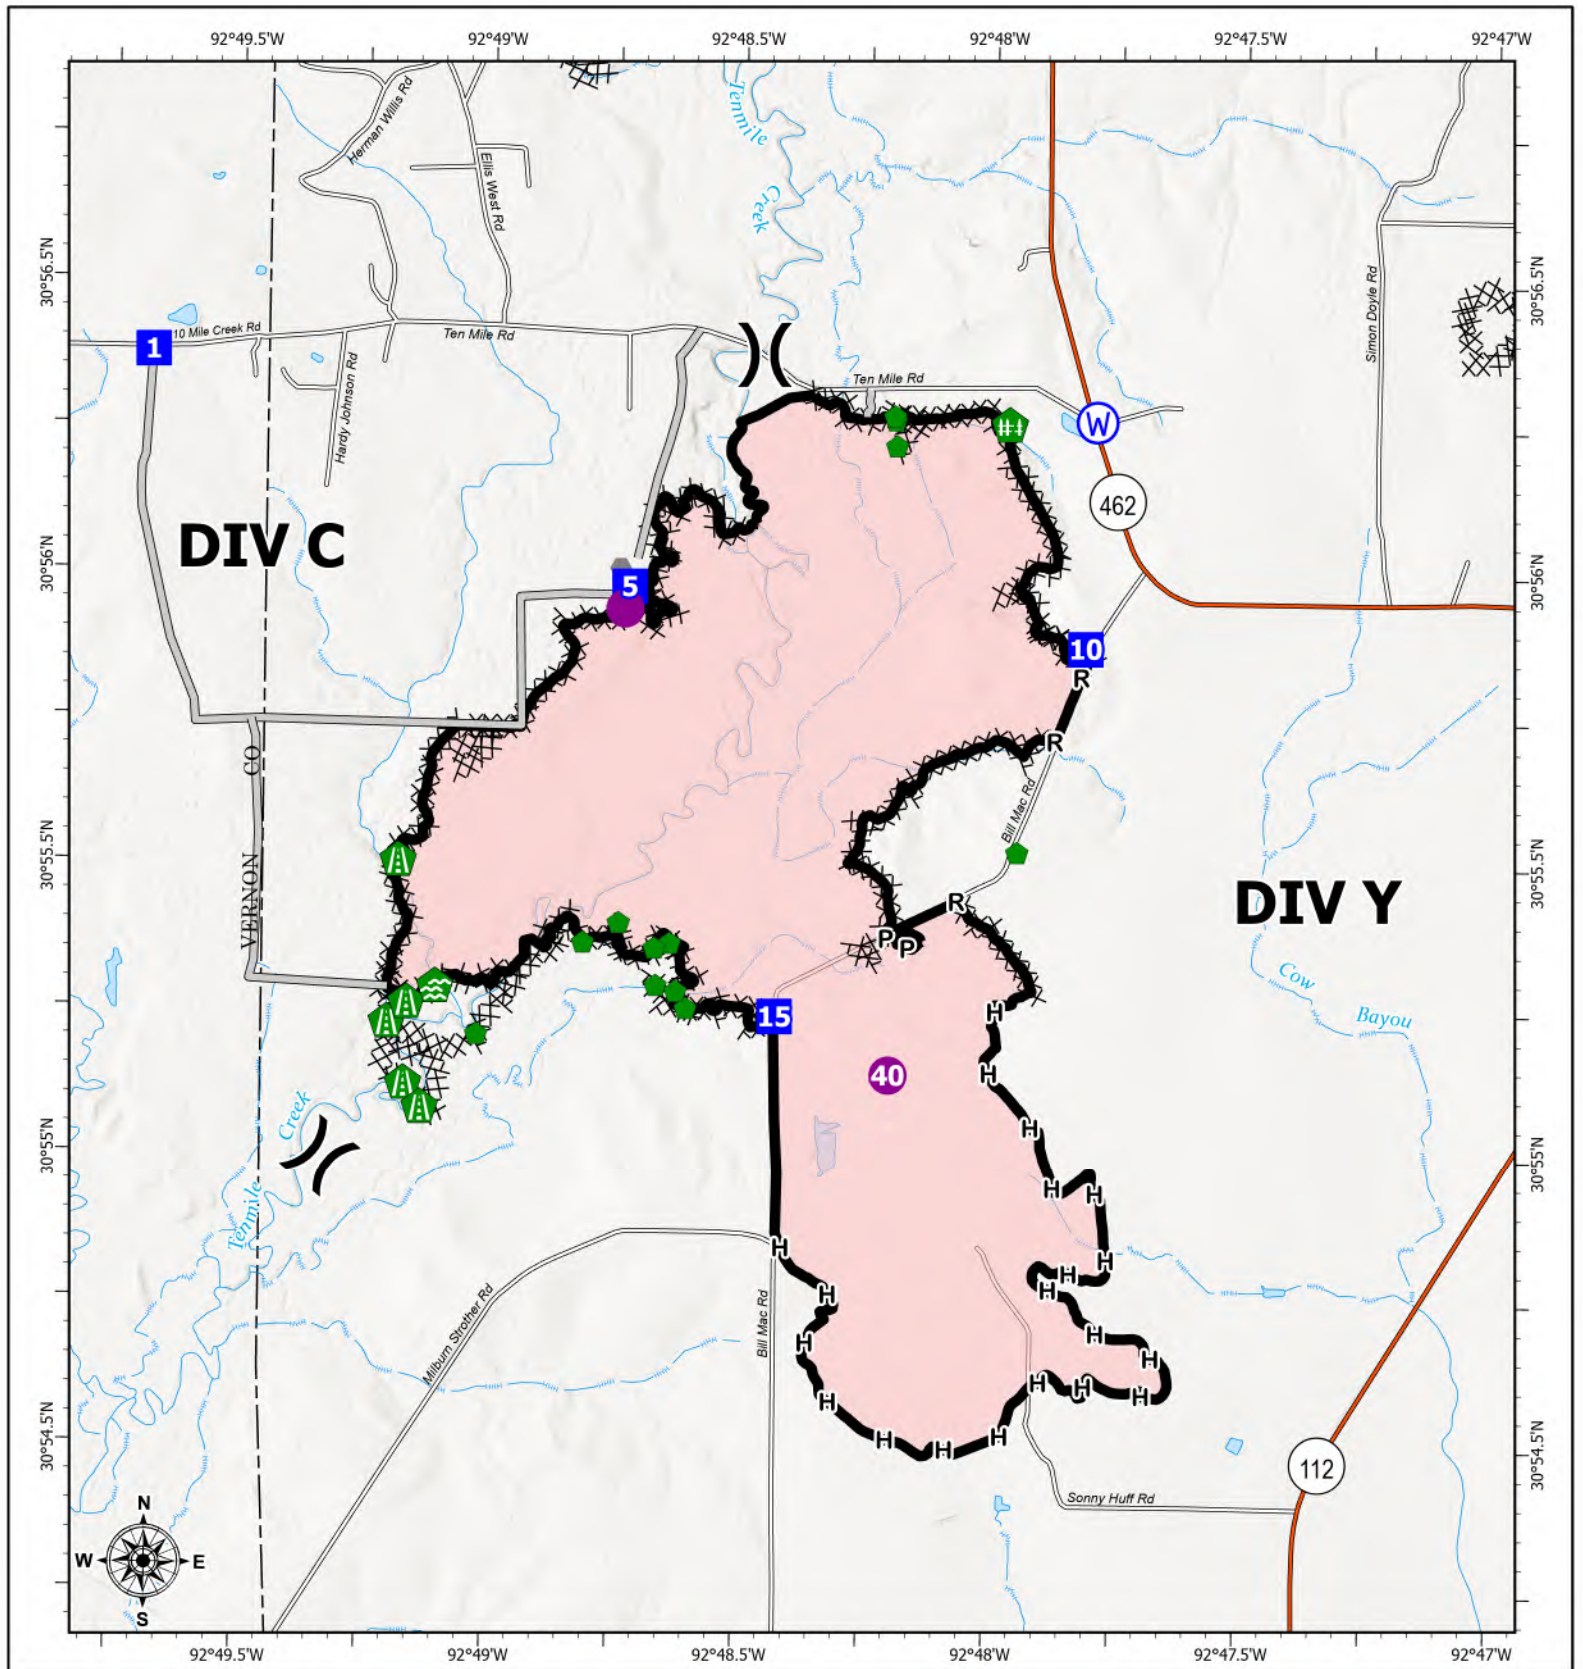 92°49.5'W 92°49'W 92°48.5'W 92°48'W 92°47.5'W 92°47'W
Herman Willis Rd
Ellis West Rd
Tenmile
Creek
30°56.5'N
30°56.5'N
Simon Doyle Rd
1
10 Mile Creek Rd
Ten Mile Rd
Hardy Johnson Rd
Ten Mile Rd
W
462
DIV C
30°56'N
30°56'N
5
10
R
R
VERNON CO
Bill Mac Rd
30°55.5'N
30°55.5'N
DIV Y
R
P
P
Cow
Bayou
H
15
40
H
Creek
H
30°55'N
30°55'N
Tenmile
H
H
H
H
H
H
H
H
Milburn Strother Rd
Bill Mac Rd
H
H
H
H
H
H
H
H
H
H
30°54.5'N
30°54.5'N
112
Sonny Huff Rd
N
W E
S
92°49.5'W 92°49'W 92°48.5'W 92°48'W 92°47.5'W 92°47'W